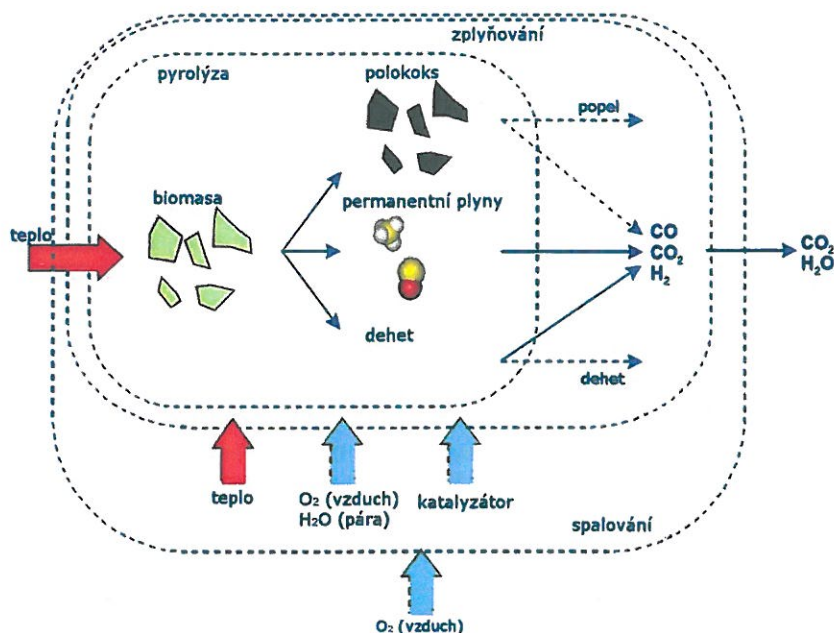 zplyňování
pyrolýza
polokoks
popel
biomasa
permanentní plyny
teplo
CO
CO₂
H₂
CO₂
H₂O
dehet
dehet
teplo
O₂ (vzduch)
H₂O (pára)
katalyzátor
spalování
O₂ (vzduch)